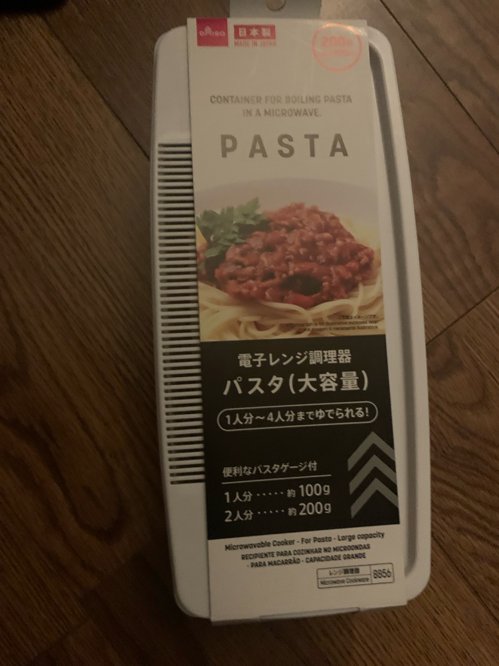 DAISO
日本製
MADE IN JAPAN
CONTAINER FOR BOILING PASTA
IN A MICROWAVE.
PASTA
電子レンジ調理器
パスタ(大容量)
1人分～4人分までゆでられる!
便利なパスタゲージ付
1人分・・・・・約100g
2人分・・・・・約200g
Microwavable Cooker - For Pasta - Large capacity
RECIPIENTE PARA COZINHAR NO MICROONDAS
- PARA MACARRÃO - CAPACIDADE GRANDE
レンジ調理器
Microwave Cookware
8856